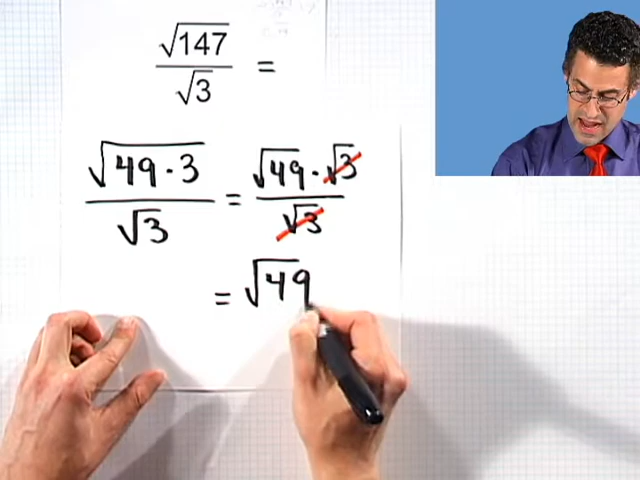 √147 / √3 =
√49 · 3 / √3 = √49 · √3 / √3
= √49